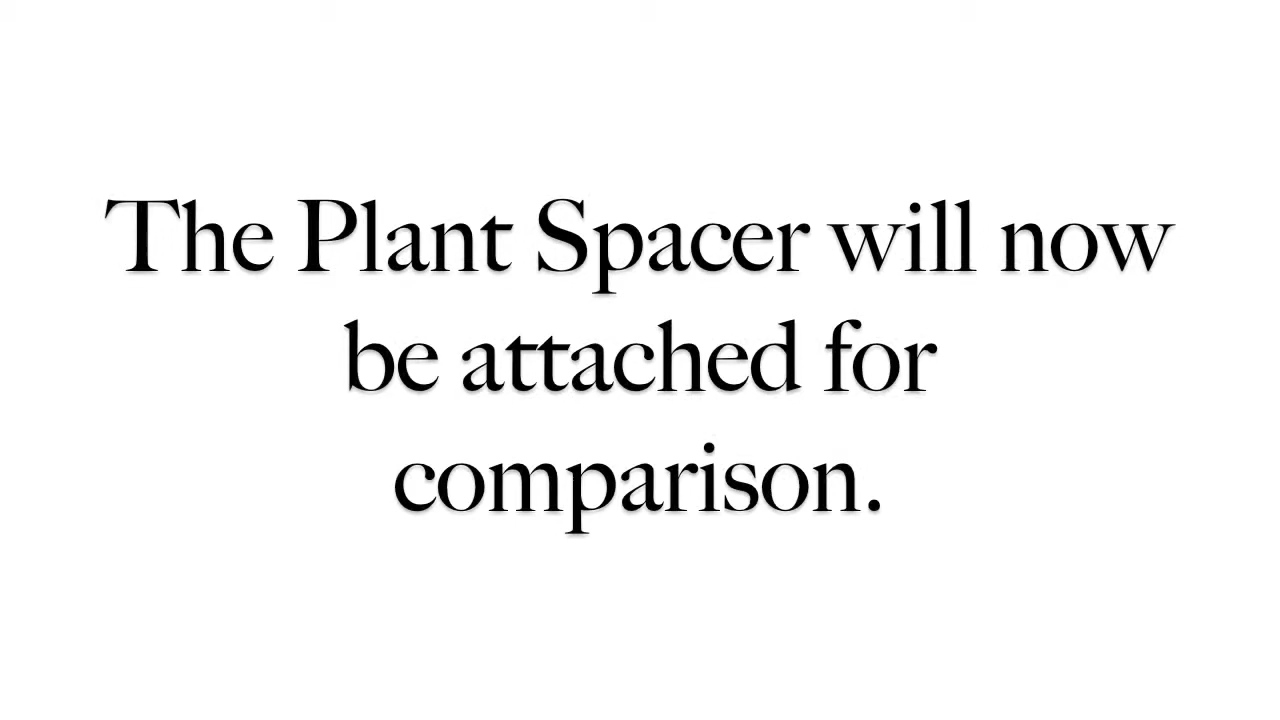 The Plant Spacer will now
be attached for
comparison.